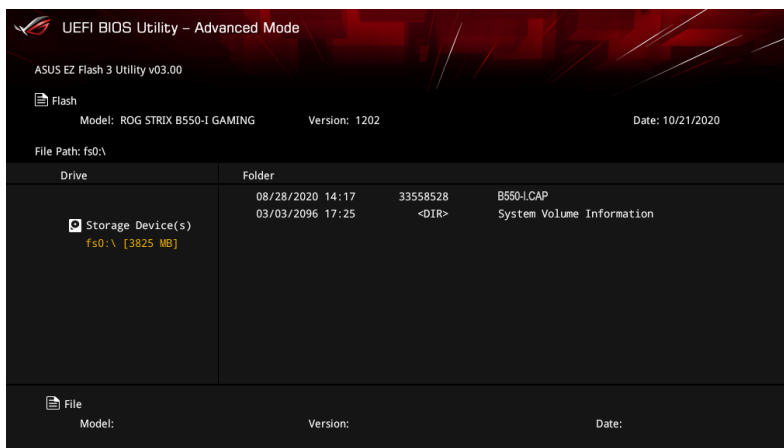 UEFI BIOS Utility – Advanced Mode
ASUS EZ Flash 3 Utility v03.00
Flash
Model: ROG STRIX B550-I GAMING Version: 1202 Date: 10/21/2020
File Path: fs0:\
Drive Folder
08/28/2020 14:17 33558528 B550-I.CAP
03/03/2096 17:25 <DIR> System Volume Information
Storage Device(s)
fs0:\ [3825 MB]
File
Model: Version: Date: